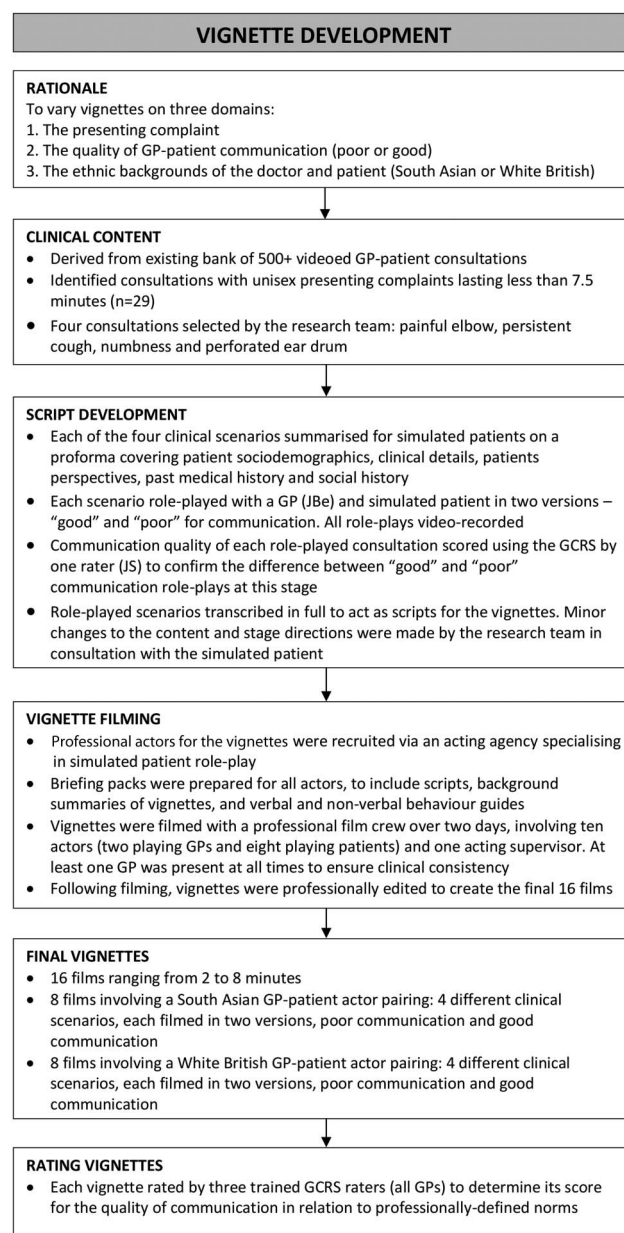 VIGNETTE DEVELOPMENT
RATIONALE
To vary vignettes on three domains:
1. The presenting complaint
2. The quality of GP-patient communication (poor or good)
3. The ethnic backgrounds of the doctor and patient (South Asian or White British)
CLINICAL CONTENT
• Derived from existing bank of 500+ videoed GP-patient consultations
• Identified consultations with unisex presenting complaints lasting less than 7.5
minutes (n=29)
• Four consultations selected by the research team: painful elbow, persistent
cough, numbness and perforated ear drum
SCRIPT DEVELOPMENT
• Each of the four clinical scenarios summarised for simulated patients on a
proforma covering patient sociodemographics, clinical details, patients
perspectives, past medical history and social history
• Each scenario role-played with a GP (JBe) and simulated patient in two versions –
“good” and “poor” for communication. All role-plays video-recorded
• Communication quality of each role-played consultation scored using the GCRS by
one rater (JS) to confirm the difference between “good” and “poor”
communication role-plays at this stage
• Role-played scenarios transcribed in full to act as scripts for the vignettes. Minor
changes to the content and stage directions were made by the research team in
consultation with the simulated patient
VIGNETTE FILMING
• Professional actors for the vignettes were recruited via an acting agency specialising
in simulated patient role-play
• Briefing packs were prepared for all actors, to include scripts, background
summaries of vignettes, and verbal and non-verbal behaviour guides
• Vignettes were filmed with a professional film crew over two days, involving ten
actors (two playing GPs and eight playing patients) and one acting supervisor. At
least one GP was present at all times to ensure clinical consistency
• Following filming, vignettes were professionally edited to create the final 16 films
FINAL VIGNETTES
• 16 films ranging from 2 to 8 minutes
• 8 films involving a South Asian GP-patient actor pairing: 4 different clinical
scenarios, each filmed in two versions, poor communication and good
communication
• 8 films involving a White British GP-patient actor pairing: 4 different clinical
scenarios, each filmed in two versions, poor communication and good
communication
RATING VIGNETTES
• Each vignette rated by three trained GCRS raters (all GPs) to determine its score
for the quality of communication in relation to professionally-defined norms